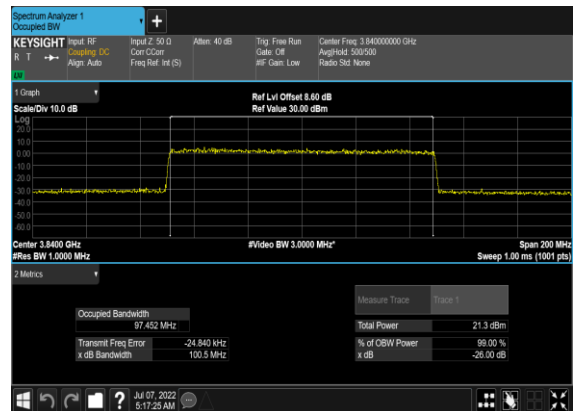 Spectrum Analyzer 1
Occupied BW
+
KEYSIGHT Input: RF Input Z: 50 Ω Atten: 40 dB Trig: Free Run Center Freq: 3.840000000 GHz
R T Coupling: DC Corr CCorr Gate: Off Avg|Hold: 500/500
Align: Auto Freq Ref: Int (S) #IF Gain: Low Radio Std: None
1 Graph Ref Lvl Offset 8.60 dB
Scale/Div 10.0 dB Ref Value 30.00 dBm
Log
20.0
10.0
0.00
-10.0
-20.0
-30.0
-40.0
-50.0
-60.0
Center 3.8400 GHz #Video BW 3.0000 MHz* Span 200 MHz
#Res BW 1.0000 MHz Sweep 1.00 ms (1001 pts)
2 Metrics
Measure Trace Trace 1
Occupied Bandwidth
97.452 MHz Total Power 21.3 dBm
Transmit Freq Error -24.840 kHz % of OBW Power 99.00 %
x dB Bandwidth 100.5 MHz x dB -26.00 dB
? Jul 07, 2022
5:17:25 AM